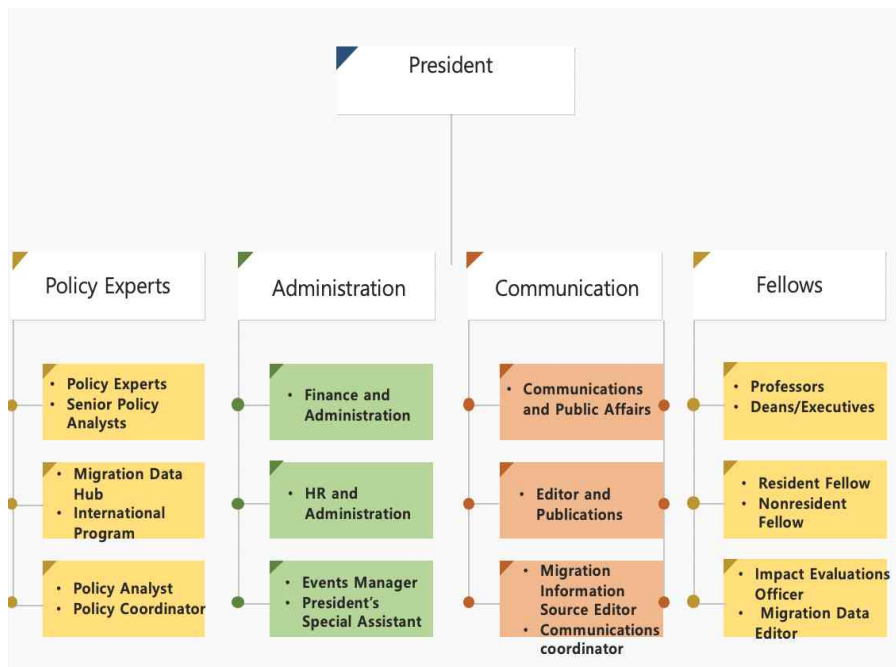 President
Policy Experts
Administration
Communication
Fellows
• Policy Experts
• Senior Policy
Analysts
• Migration Data
Hub
• International
Program
• Policy Analyst
• Policy Coordinator
• Finance and
Administration
• HR and
Administration
• Events Manager
• President’s
Special Assistant
• Communications
and Public Affairs
• Editor and
Publications
• Migration
Information
Source Editor
• Communications
coordinator
• Professors
• Deans/Executives
• Resident Fellow
• Nonresident
Fellow
• Impact Evaluations
Officer
• Migration Data
Editor